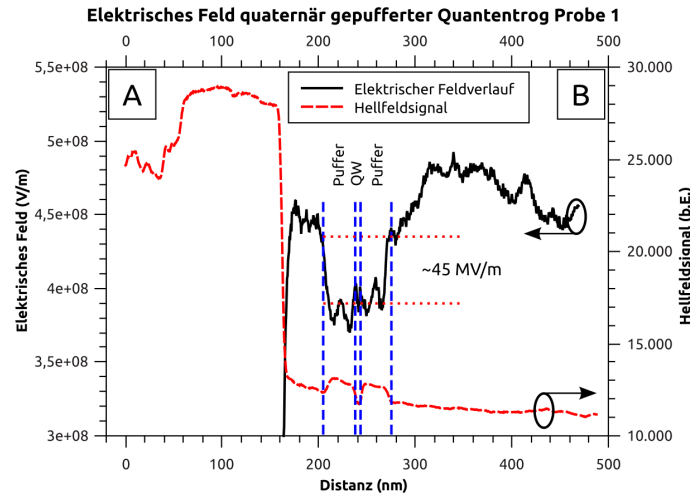 Elektrisches Feld quaternär gepufferter Quantentrog Probe 1
0 100 200 300 400 500
5,5e+08
5e+08
4,5e+08
4e+08
3,5e+08
3e+08
Elektrisches Feld (V/m)
A
Elektrischer Feldverlauf
Hellfeldsignal
B
Puffer
QW
Puffer
~45 MV/m
30.000
25.000
20.000
15.000
10.000
Hellfeldsignal (b.E.)
0 100 200 300 400 500
Distanz (nm)